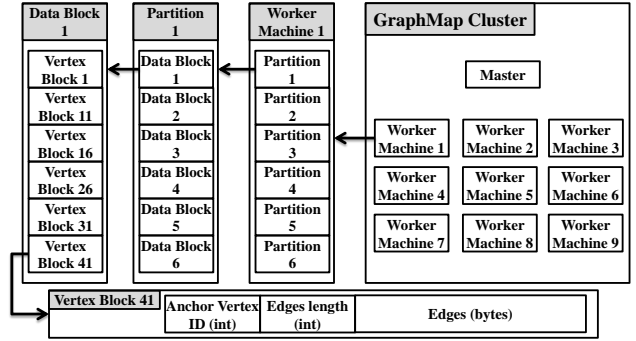 Data Block
1
Vertex
Block 1
Vertex
Block 11
Vertex
Block 16
Vertex
Block 26
Vertex
Block 31
Vertex
Block 41
Partition
1
Data Block
1
Data Block
2
Data Block
3
Data Block
4
Data Block
5
Data Block
6
Worker
Machine 1
Partition
1
Partition
2
Partition
3
Partition
4
Partition
5
Partition
6
GraphMap Cluster
Master
Worker
Machine 1
Worker
Machine 2
Worker
Machine 3
Worker
Machine 4
Worker
Machine 5
Worker
Machine 6
Worker
Machine 7
Worker
Machine 8
Worker
Machine 9
Vertex Block 41
Anchor Vertex
ID (int)
Edges length
(int)
Edges (bytes)